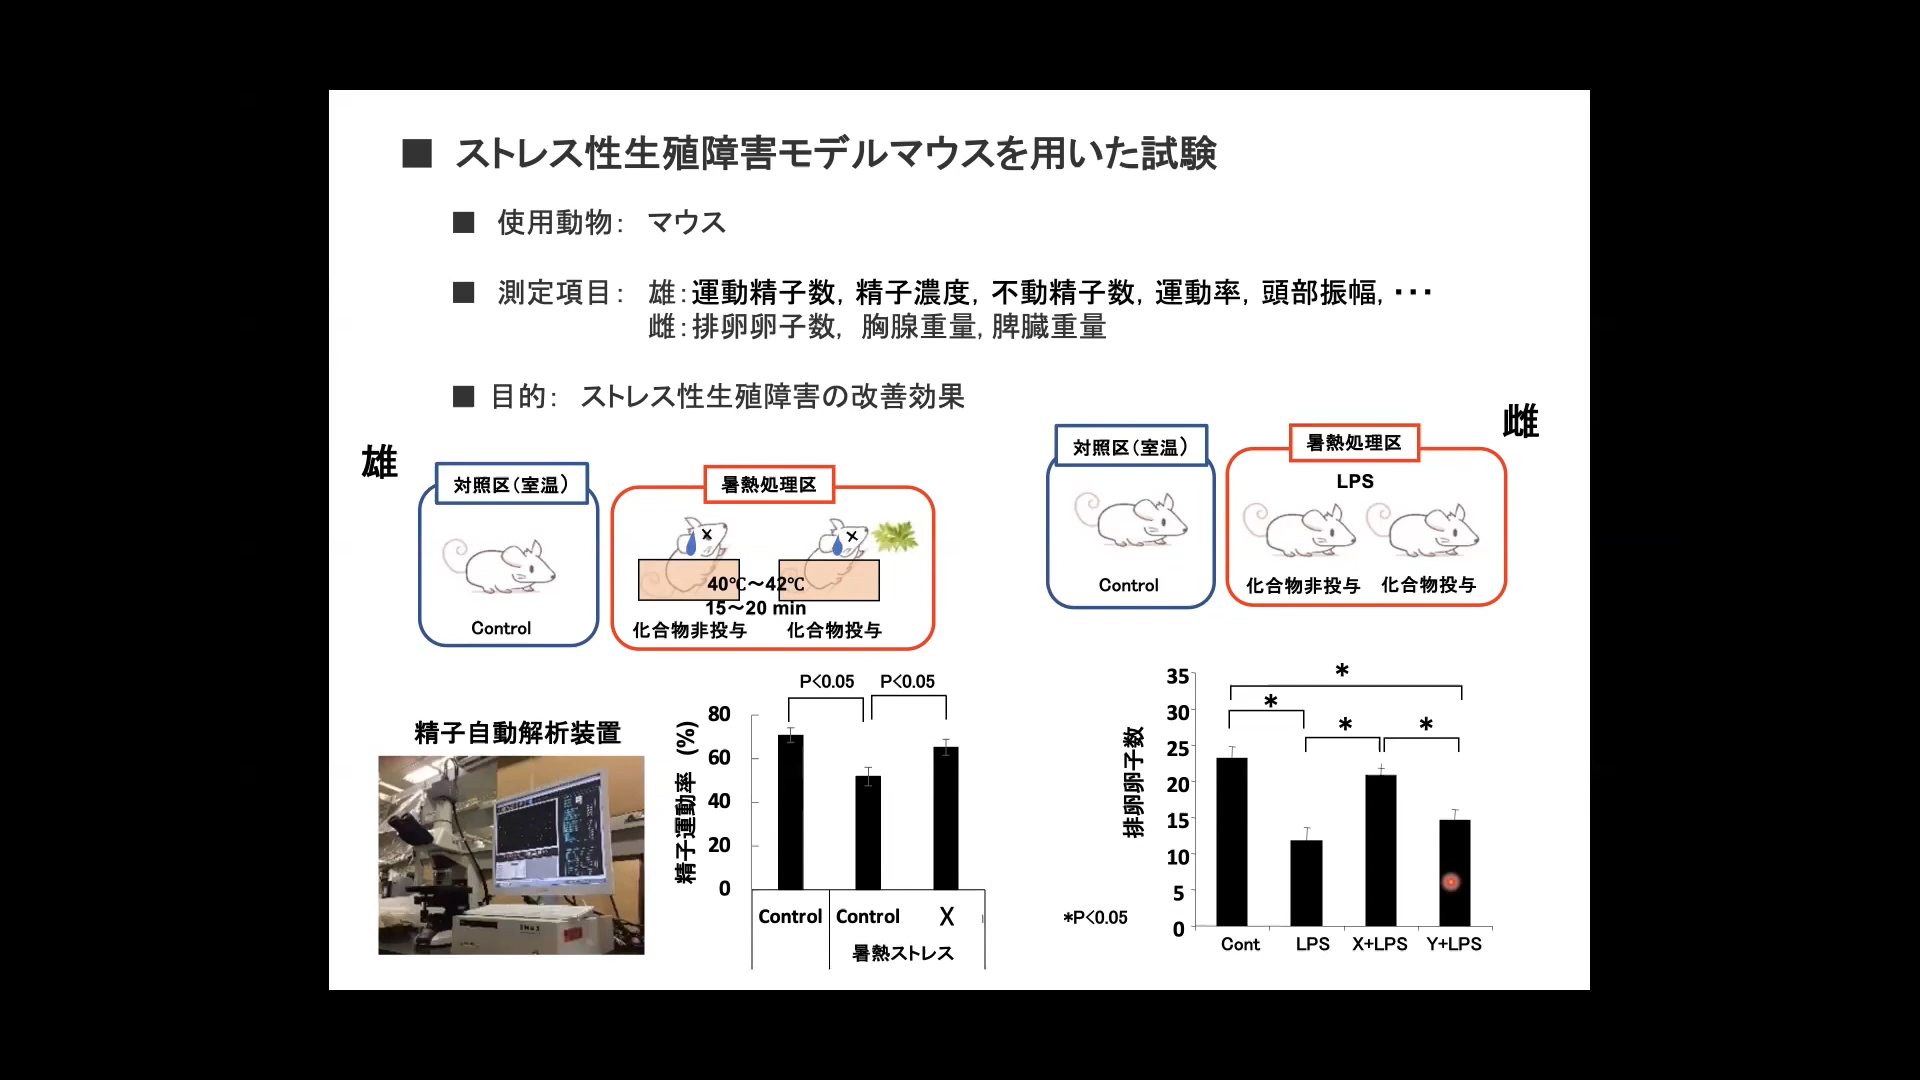 ■ ストレス性生殖障害モデルマウスを用いた試験
■ 使用動物： マウス
■ 測定項目： 雄：運動精子数, 精子濃度, 不動精子数, 運動率, 頭部振幅, ・・・
雌：排卵卵子数, 胸腺重量, 脾臓重量
■ 目的： ストレス性生殖障害の改善効果
雄
対照区（室温）
Control
暑熱処理区
40℃～42℃
15～20 min
化合物非投与 化合物投与
雌
対照区（室温）
Control
暑熱処理区
LPS
化合物非投与 化合物投与
精子自動解析装置
P<0.05 P<0.05
精子運動率 (%)
80
60
40
20
0
Control Control X
暑熱ストレス
*P<0.05
排卵卵子数
35
30
25
20
15
10
5
0
*
*
* *
Cont LPS X+LPS Y+LPS